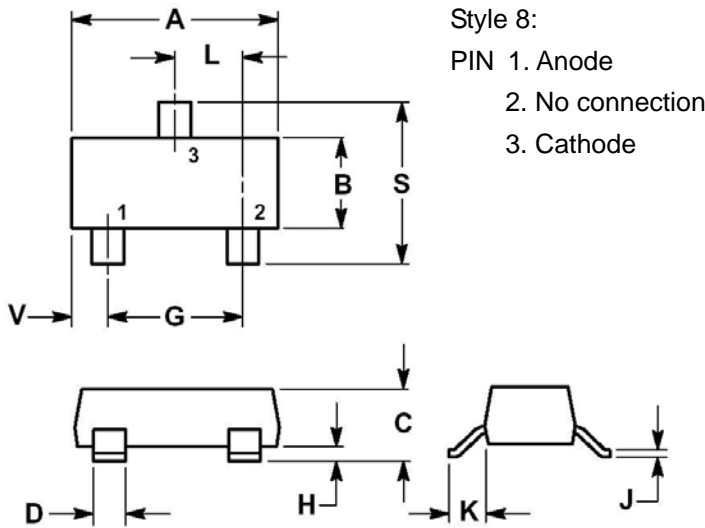 A
L
Style 8:
PIN 1. Anode
2. No connection
3. Cathode
3
B
S
1
2
V
G
C
D
H
K
J